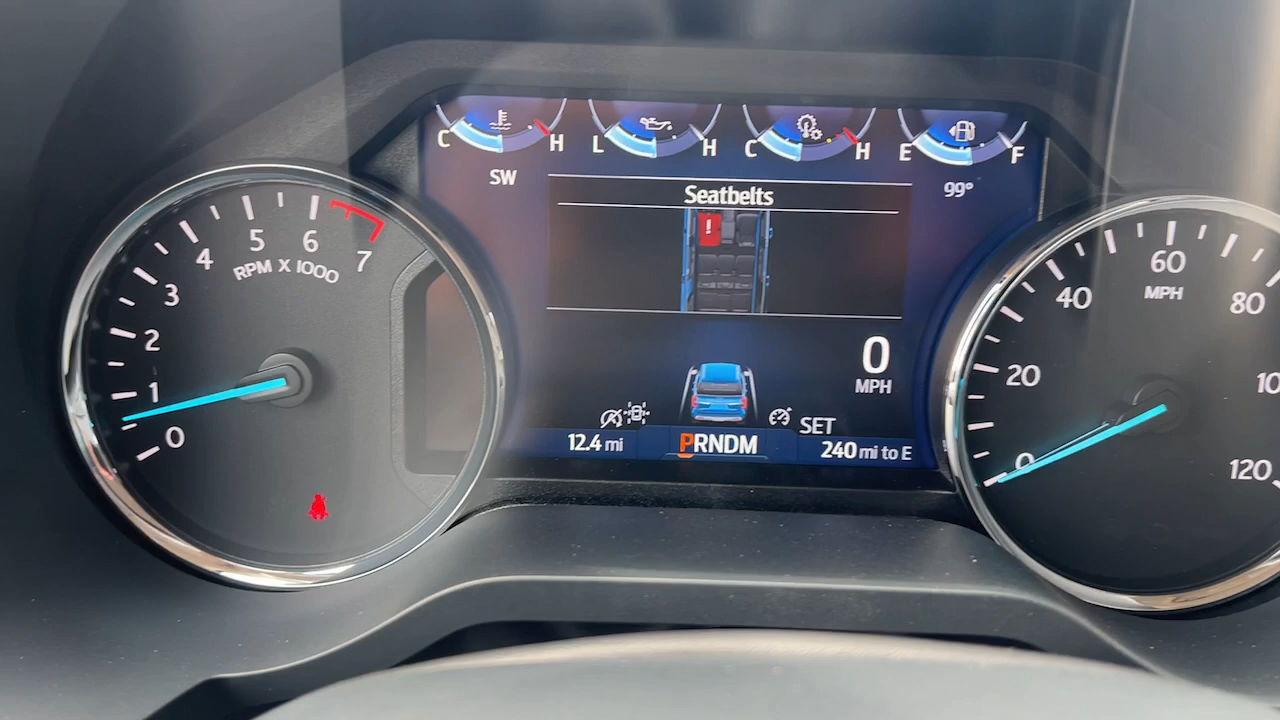 C H L H C H E F
SW
99°
Seatbelts
!
0
MPH
SET
12.4 mi
PRNDM
240 mi to E
0 1 2 3 4 5 6 7
RPM X 1000
0 20 40 60 80 10 120
MPH